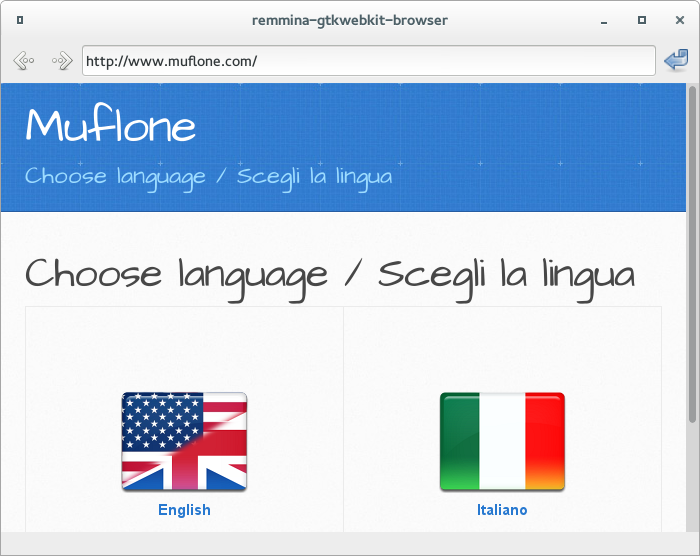 remmina-gtkwebkit-browser
http://www.muflone.com/
Muflone
Choose language / Scegli la lingua
Choose language / Scegli la lingua
English
Italiano